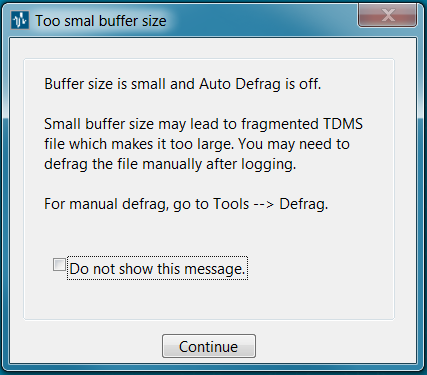 Too smal buffer size
Buffer size is small and Auto Defrag is off.
Small buffer size may lead to fragmented TDMS
file which makes it too large. You may need to
defrag the file manually after logging.
For manual defrag, go to Tools --> Defrag.
Do not show this message.
Continue